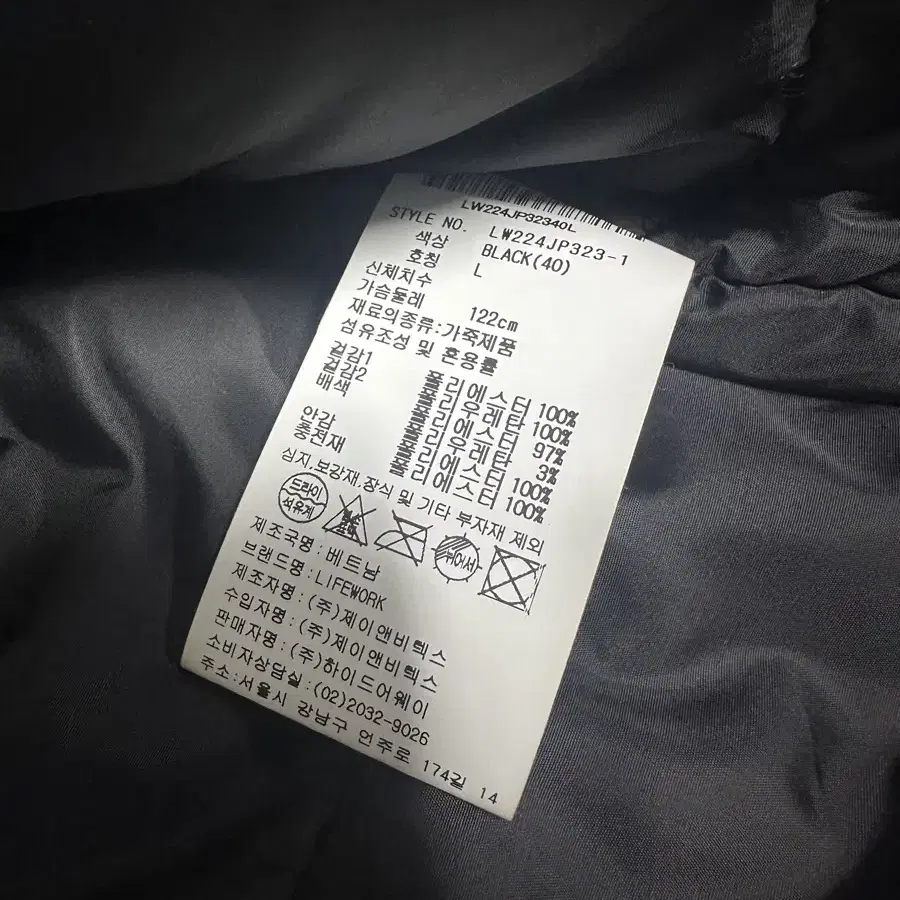 LW224JP32340L
STYLE NO. LW224JP323-1
색상 BLACK(40)
호칭 L
신체치수
가슴둘레 122cm
재료의종류:가죽제품
섬유조성 및 혼용률
겉감1 폴리에스터 100%
겉감2 폴리우레탄 100%
배색 폴리에스터 97%
폴리우레탄 3%
안감 폴리에스터 100%
충전재 폴리에스터 100%
심지,보강재,장식 및 기타 부자재 제외
드라이 석유계
뉘어서
제조국명:베트남
브랜드명:LIFEWORK
제조자명:(주)제이앤비텍스
수입자명:(주)제이앤비텍스
판매자명:(주)하이드어웨이
소비자상담실:(02)2032-9026
주소:서울시 강남구 언주로 174길 14